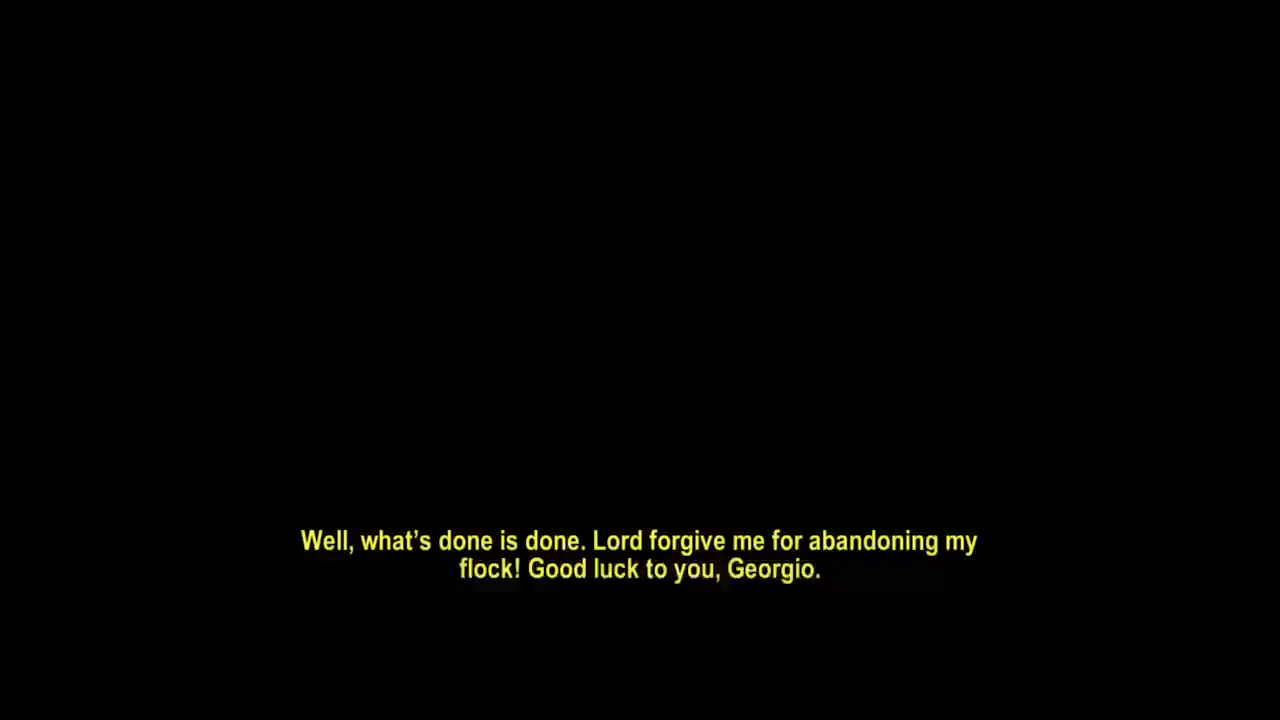 Well, what’s done is done. Lord forgive me for abandoning my
flock! Good luck to you, Georgio.